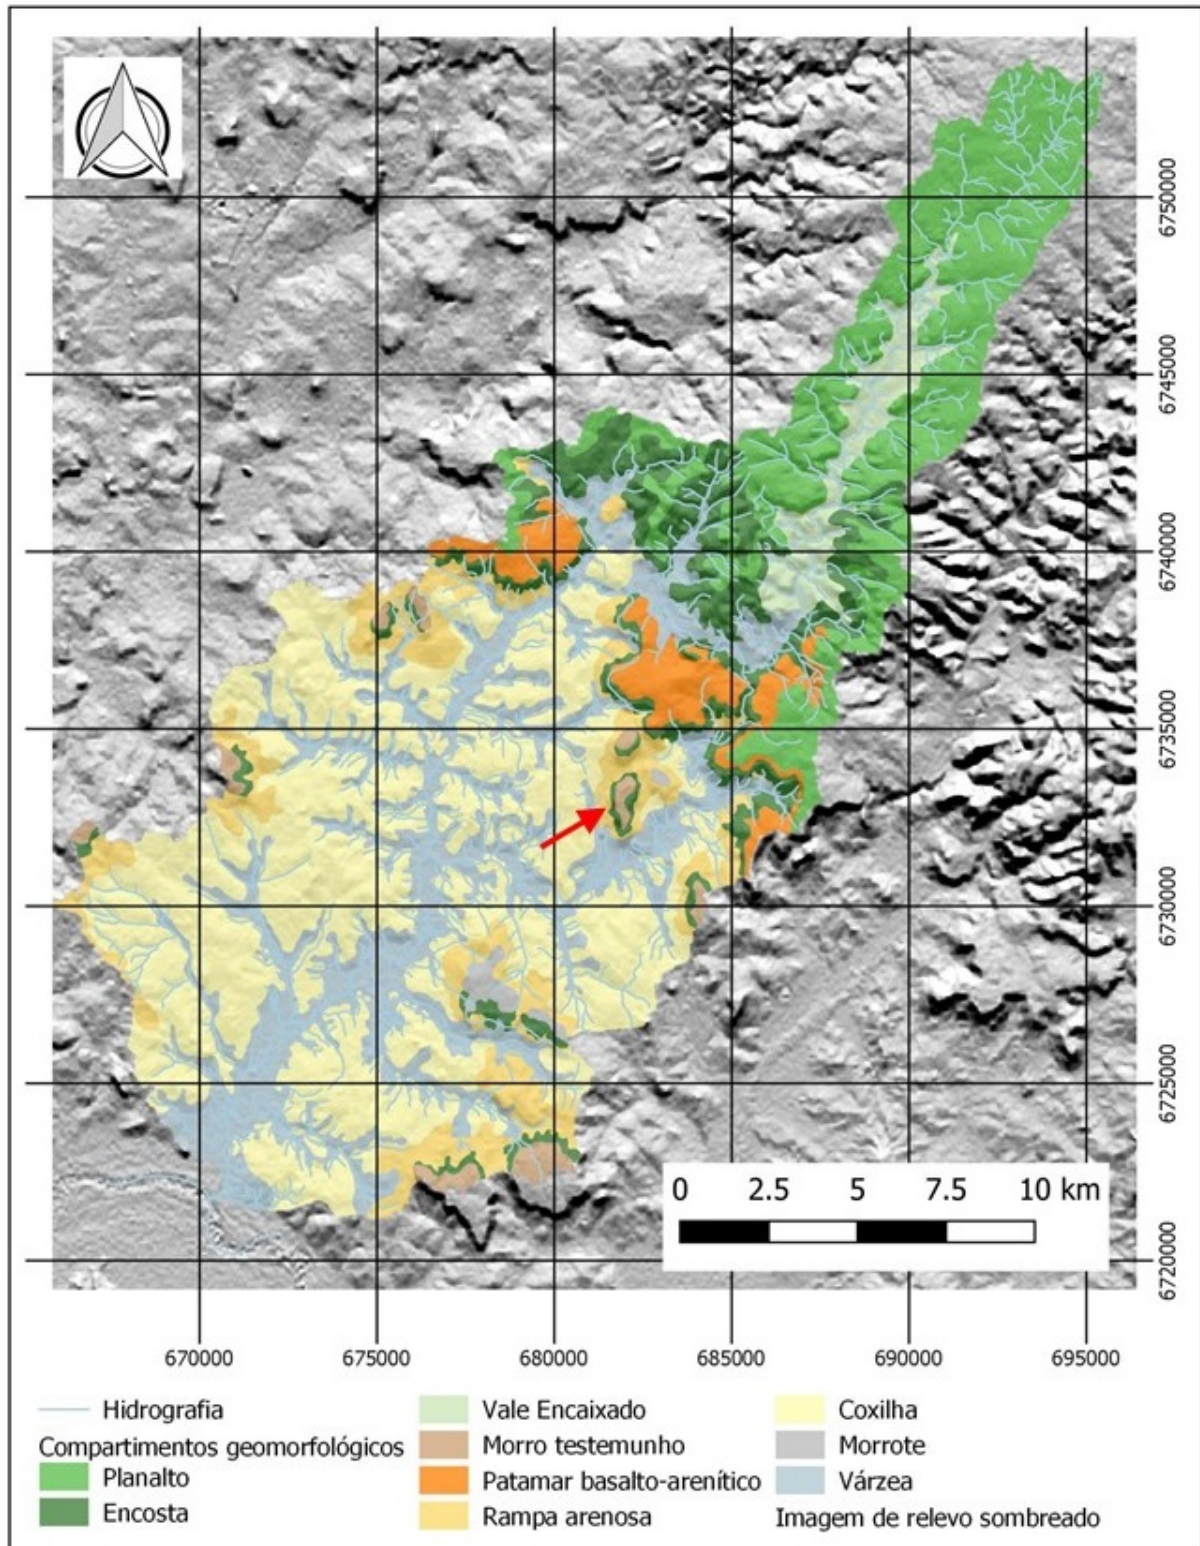 6750000
6745000
6740000
6735000
6730000
6725000
6720000
0 2.5 5 7.5 10 km
670000 675000 680000 685000 690000 695000
Hidrografia
Compartimentos geomorfológicos
Planalto
Encosta
Vale Encaixado
Morro testemunho
Patamar basalto-arenítico
Rampa arenosa
Coxilha
Morrote
Várzea
Imagem de relevo sombreado